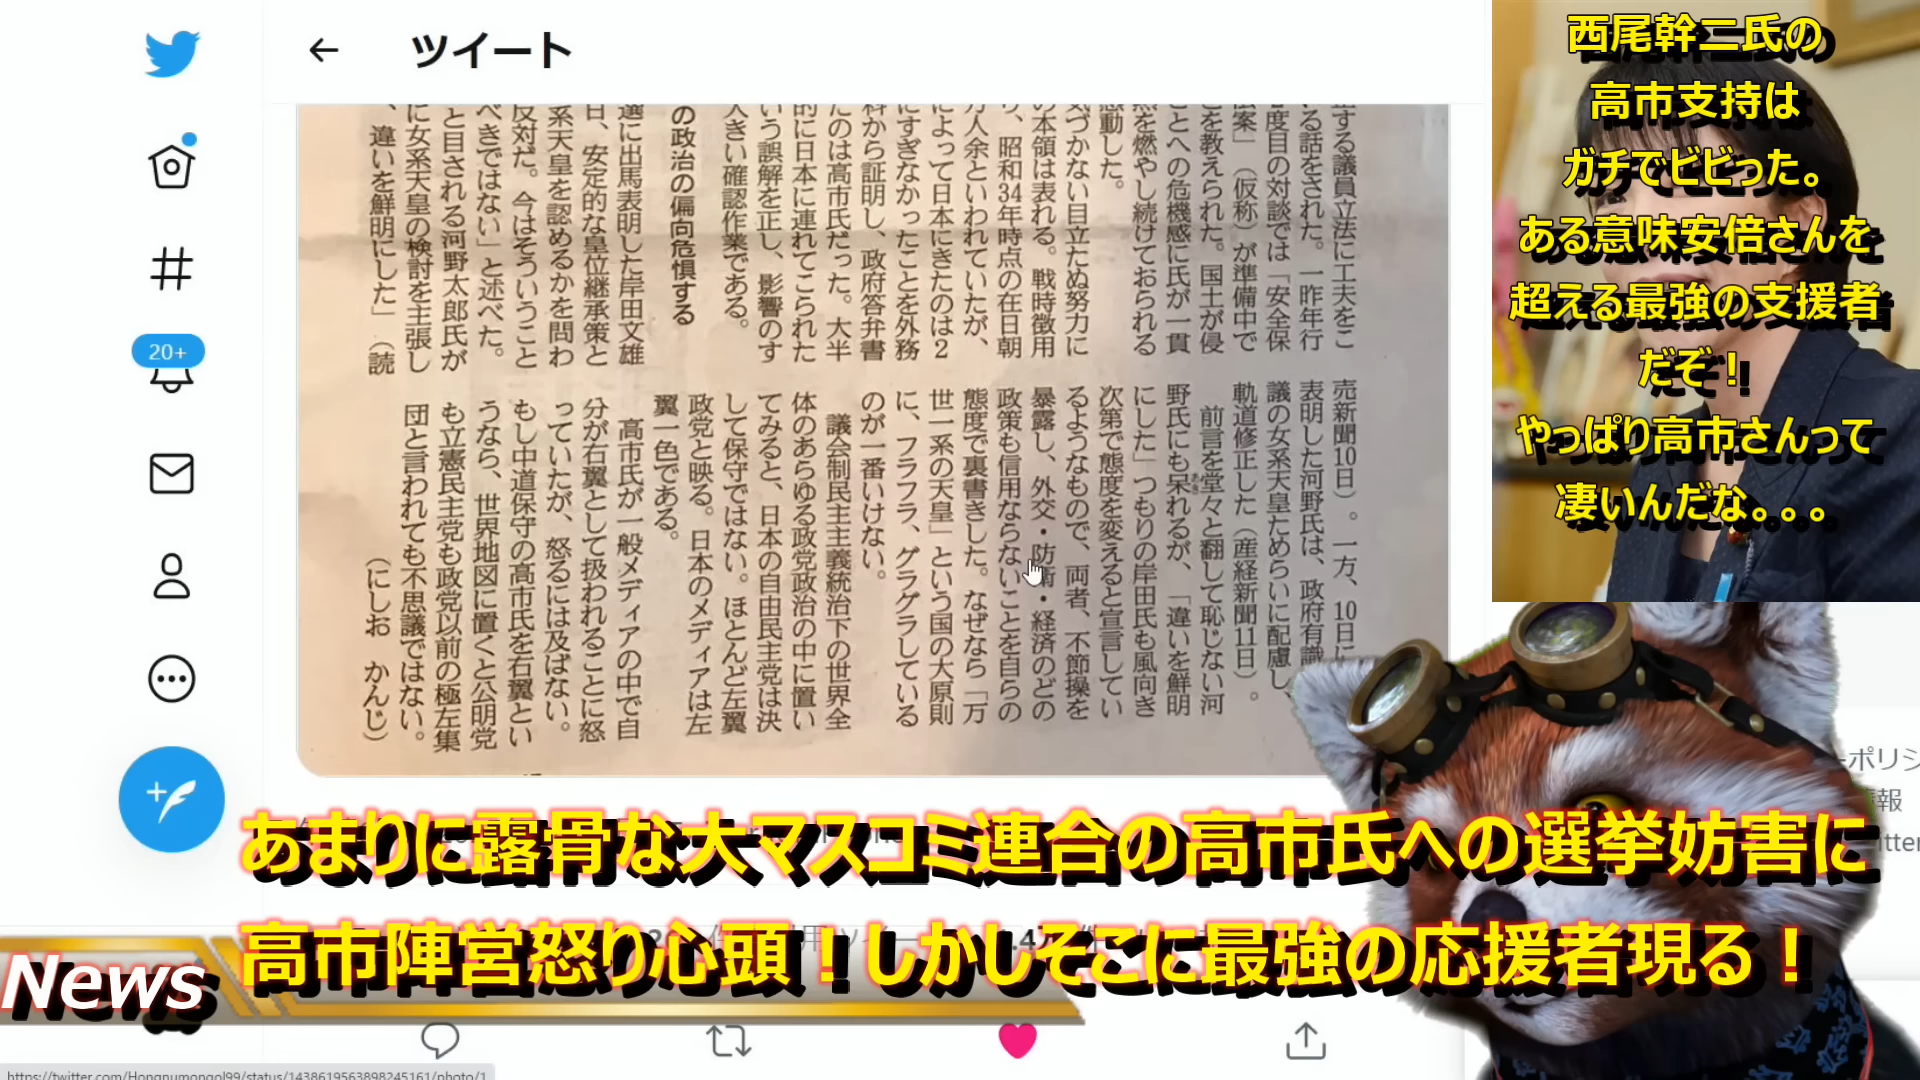 ツイート
20+
正する議員立法に工夫をこ
いる話をされた。一昨年行
2度目の対談では「安全保
法案」（仮称）が準備中で
とを教えられた。国土が侵
ことへの危機感に氏が一貫
然を燃やし続けておられる
感動した。
気づかない目立たぬ努力に
の本領は表れる。戦時徴用
ら、昭和34年時点の在日朝
万人余といわれていたが、
によって日本にきたのは2
にすぎなかったことを外務
料から証明し、政府答弁書
たのは高市氏だった。大半
的に日本に連れてこられた
いう誤解を正し、影響のす
大きい確認作業である。
の政治の偏向危惧する
選に出馬表明した岸田文雄
日、安定的な皇位継承策と
系天皇を認めるかを問わ
反対だ。今はそういうこと
べきではない」と述べた。
と目される河野太郎氏が
に女系天皇の検討を主張し
、違いを鮮明にした」（読
売新聞10日）。一方、10日に
表明した河野氏は、政府有識
議の女系天皇ためらいに配慮し、
軌道修正した（産経新聞11日）。
前言を堂々と翻して恥じない河
野氏にも呆れるが、「違いを鮮明
にした」つもりの岸田氏も風向き
次第で態度を変えると宣言してい
るようなもので、両者、不節操を
暴露し、外交・防衛・経済のどの
政策も信用ならないことを自らの
態度で裏書きした。なぜなら「万
世一系の天皇」という国の大原則
に、フラフラ、グラグラしている
のが一番いけない。
議会制民主主義統治下の世界全
体のあらゆる政党政治の中に置い
てみると、日本の自由民主党は決
して保守ではない。ほとんど左翼
政党と映る。日本のメディアは左
翼一色である。
高市氏が一般メディアの中で自
分が右翼として扱われることに怒
っていたが、怒るには及ばない。
もし中道保守の高市氏を右翼とい
うなら、世界地図に置くと公明党
も立憲民主党も政党以前の極左集
団と言われても不思議ではない。
（にしお　かんじ）
西尾幹二氏の
高市支持は
ガチでビビった。
ある意味安倍さんを
超える最強の支援者
だぞ！
やっぱり高市さんって
凄いんだな。。。
あまりに露骨な大マスコミ連合の高市氏への選挙妨害に
高市陣営怒り心頭！しかしそこに最強の応援者現る！
News
https://twitter.com/Hongnumongol99/status/1438619563898245161/photo/1